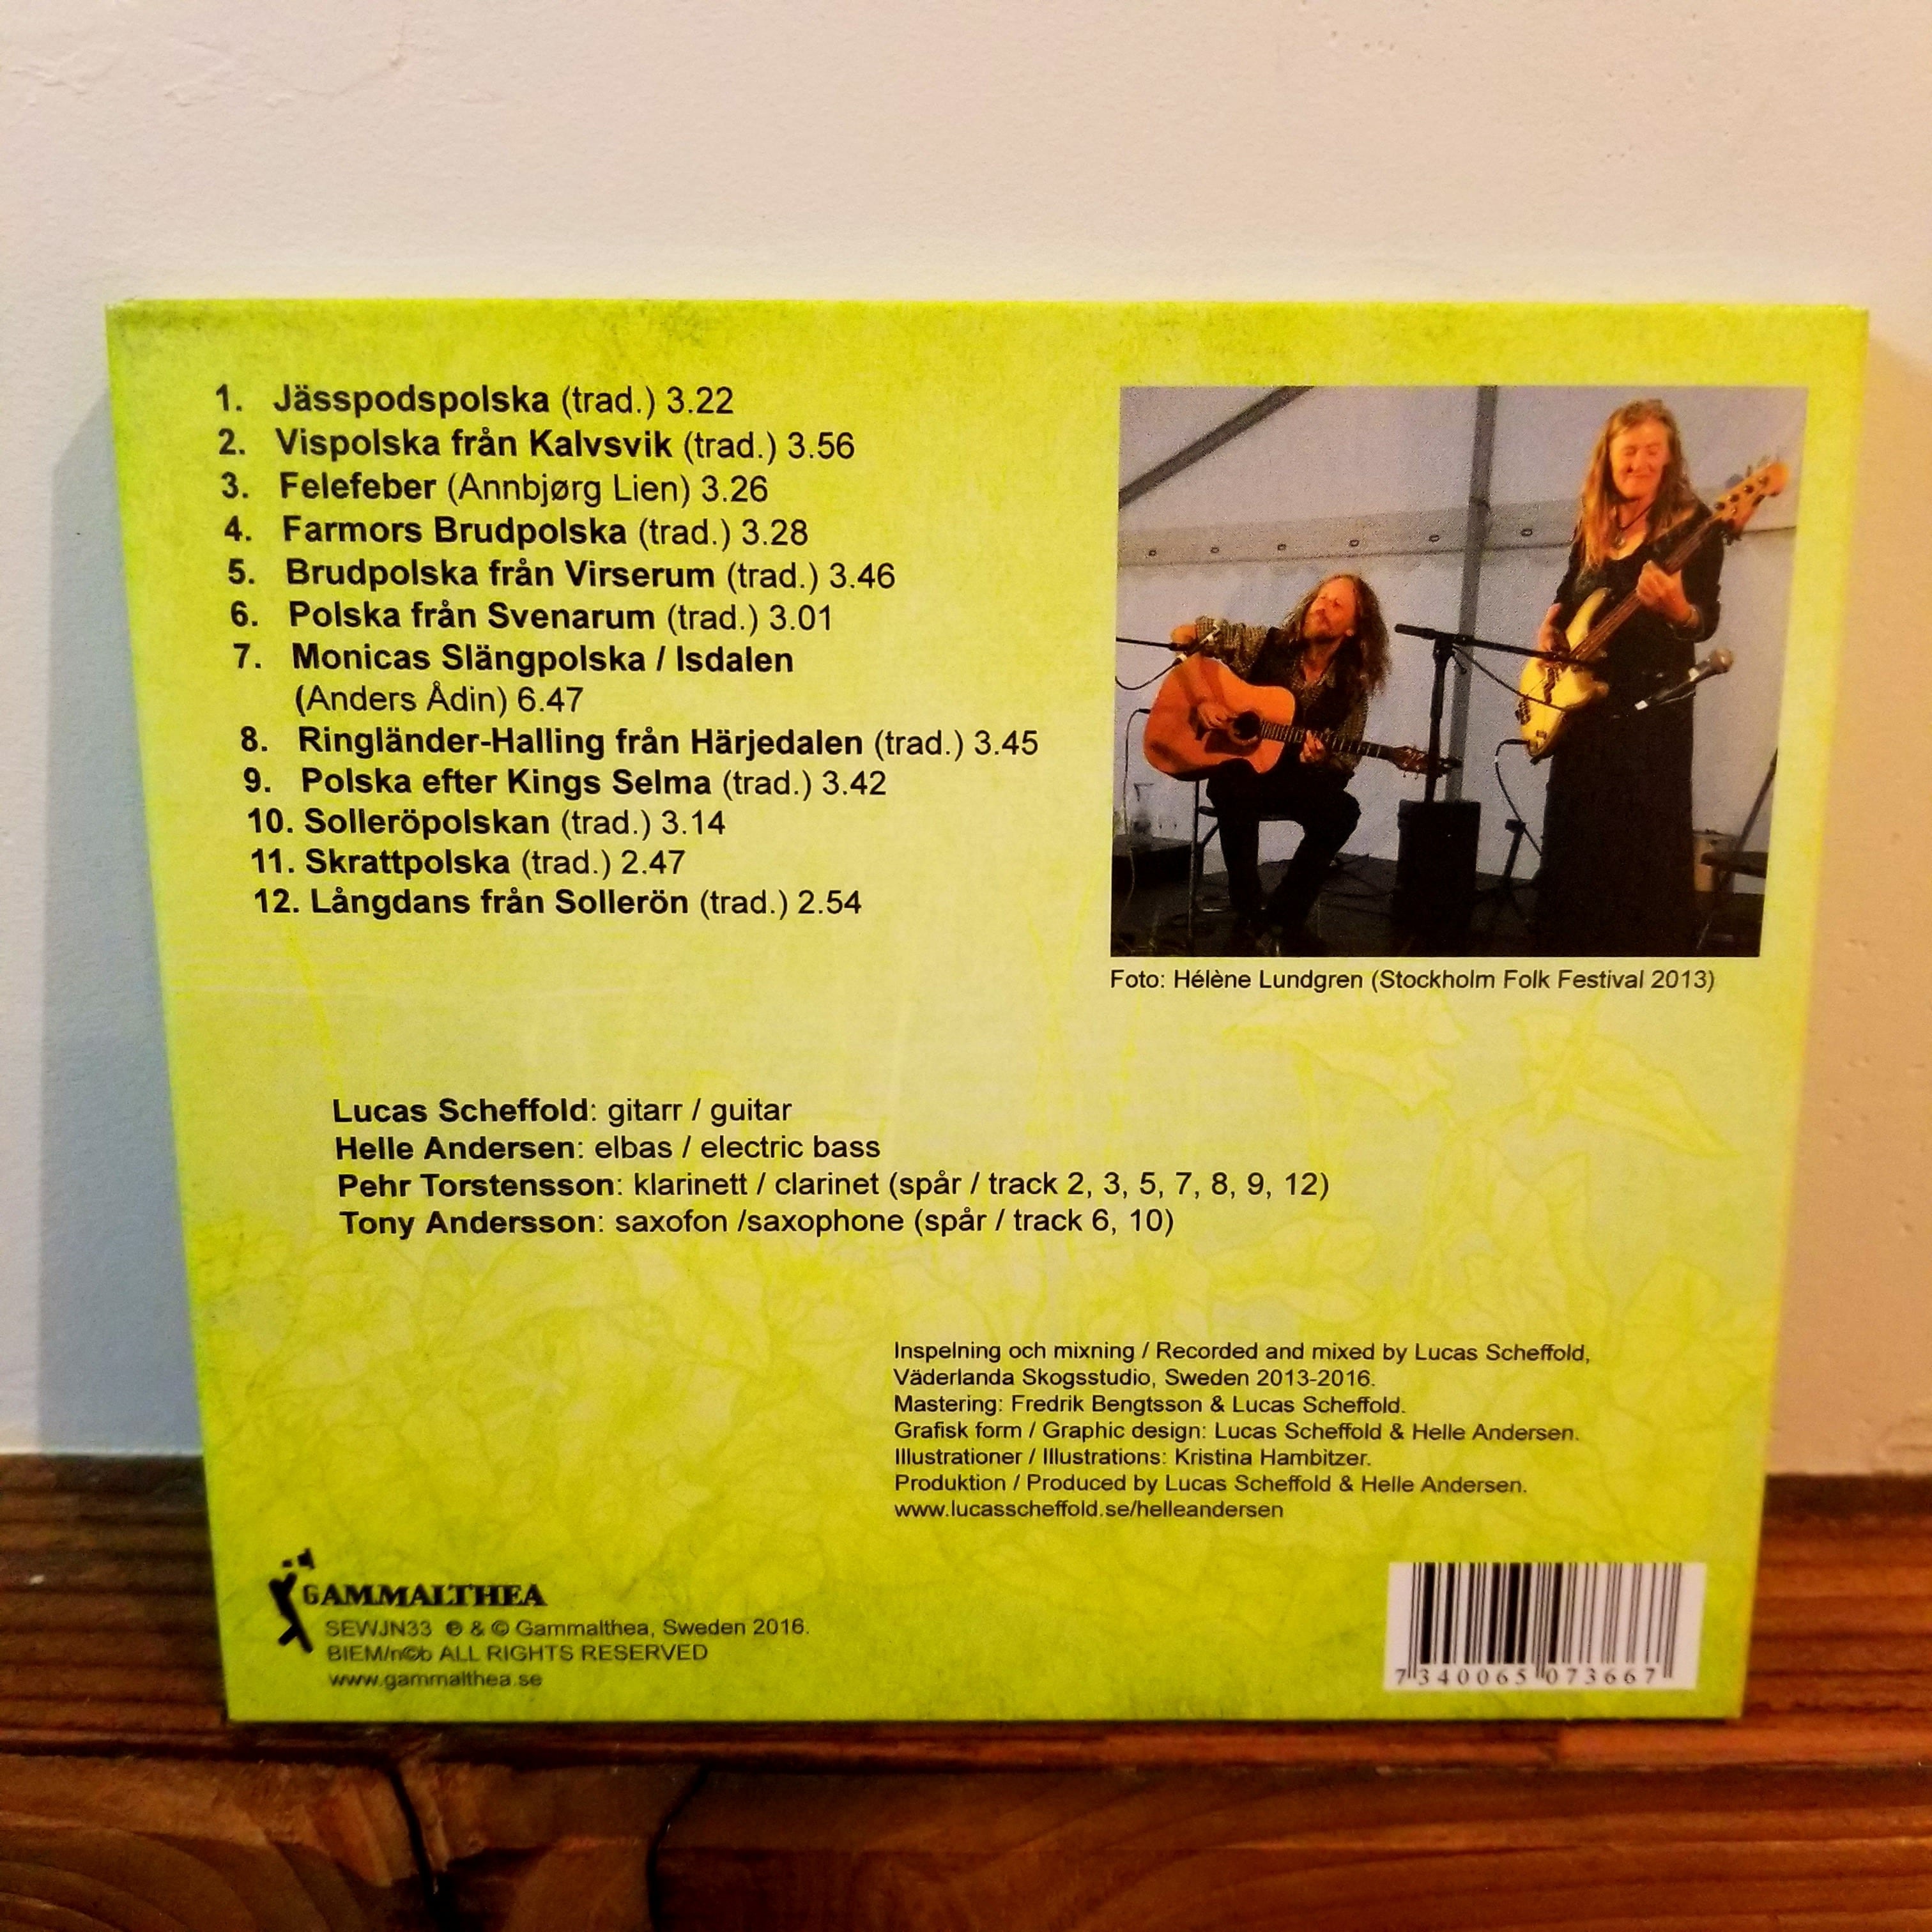 1. Jässpodspolska (trad.) 3.22
2. Vispolska från Kalvsvik (trad.) 3.56
3. Felefeber (Annbjørg Lien) 3.26
4. Farmors Brudpolska (trad.) 3.28
5. Brudpolska från Virserum (trad.) 3.46
6. Polska från Svenarum (trad.) 3.01
7. Monicas Slängpolska / Isdalen
(Anders Ådin) 6.47
8. Ringländer-Halling från Härjedalen (trad.) 3.45
9. Polska efter Kings Selma (trad.) 3.42
10. Solleröpolskan (trad.) 3.14
11. Skrattpolska (trad.) 2.47
12. Långdans från Sollerön (trad.) 2.54
Foto: Hélène Lundgren (Stockholm Folk Festival 2013)
Lucas Scheffold: gitarr / guitar
Helle Andersen: elbas / electric bass
Pehr Torstensson: klarinett / clarinet (spår / track 2, 3, 5, 7, 8, 9, 12)
Tony Andersson: saxofon /saxophone (spår / track 6, 10)
Inspelning och mixning / Recorded and mixed by Lucas Scheffold,
Väderlanda Skogsstudio, Sweden 2013-2016.
Mastering: Fredrik Bengtsson & Lucas Scheffold.
Grafisk form / Graphic design: Lucas Scheffold & Helle Andersen.
Illustrationer / Illustrations: Kristina Hambitzer.
Produktion / Produced by Lucas Scheffold & Helle Andersen.
www.lucasscheffold.se/helleandersen
GAMMALTHEA
SEWJN33 ℗ & © Gammalthea, Sweden 2016.
BIEM/n©b ALL RIGHTS RESERVED
www.gammalthea.se
7 340065 073667